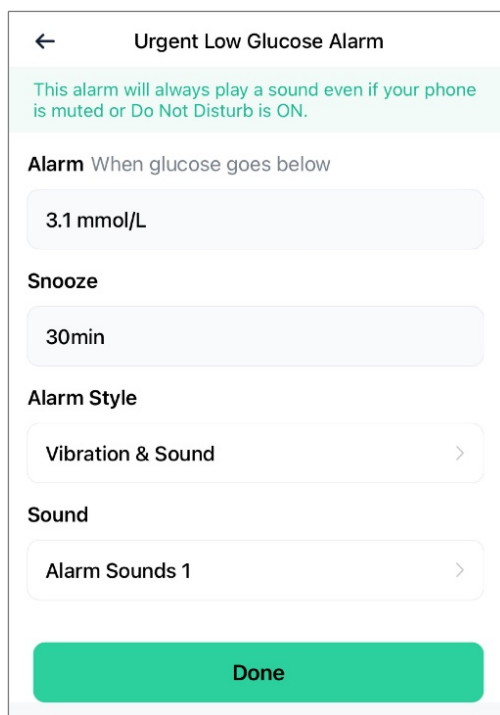 Urgent Low Glucose Alarm
This alarm will always play a sound even if your phone
is muted or Do Not Disturb is ON.
Alarm When glucose goes below
3.1 mmol/L
Snooze
30min
Alarm Style
Vibration & Sound
Sound
Alarm Sounds 1
Done